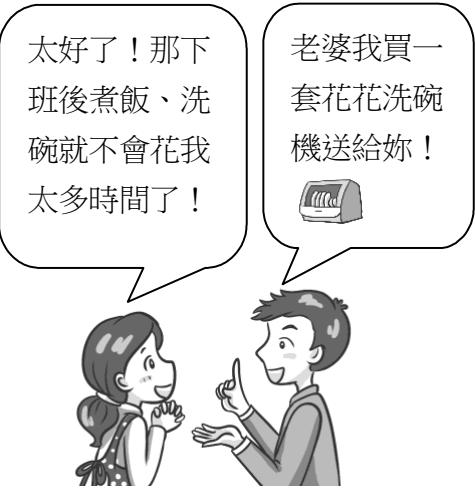 老婆我買一
套花花洗碗
機送給妳！
太好了！那下
班後煮飯、洗
碗就不會花我
太多時間了！